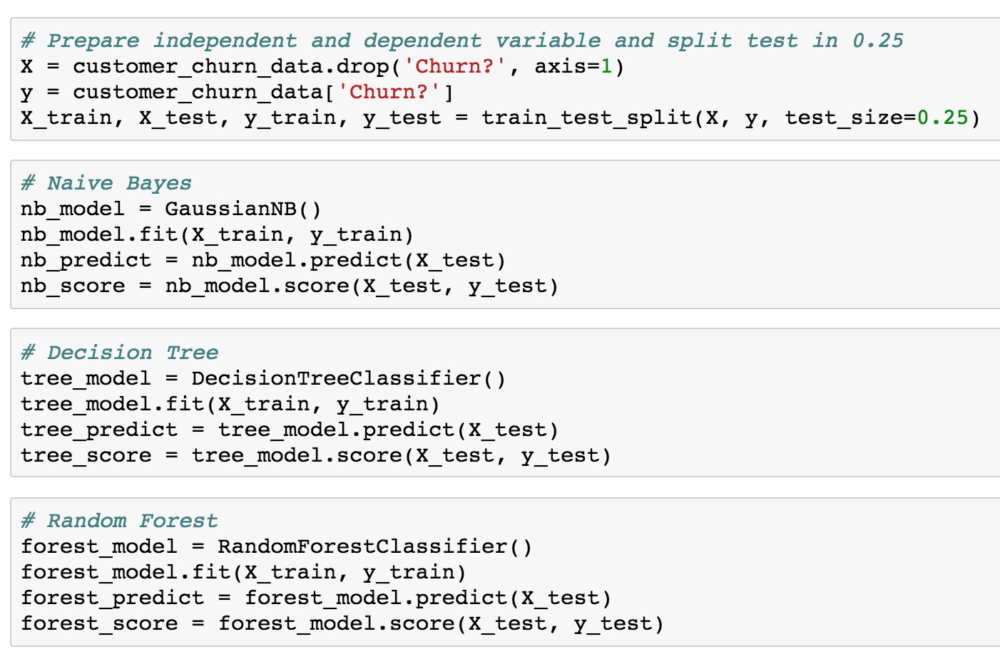 # Prepare independent and dependent variable and split test in 0.25
X = customer_churn_data.drop('Churn?', axis=1)
y = customer_churn_data['Churn?']
X_train, X_test, y_train, y_test = train_test_split(X, y, test_size=0.25)
# Naive Bayes
nb_model = GaussianNB()
nb_model.fit(X_train, y_train)
nb_predict = nb_model.predict(X_test)
nb_score = nb_model.score(X_test, y_test)
# Decision Tree
tree_model = DecisionTreeClassifier()
tree_model.fit(X_train, y_train)
tree_predict = tree_model.predict(X_test)
tree_score = tree_model.score(X_test, y_test)
# Random Forest
forest_model = RandomForestClassifier()
forest_model.fit(X_train, y_train)
forest_predict = forest_model.predict(X_test)
forest_score = forest_model.score(X_test, y_test)